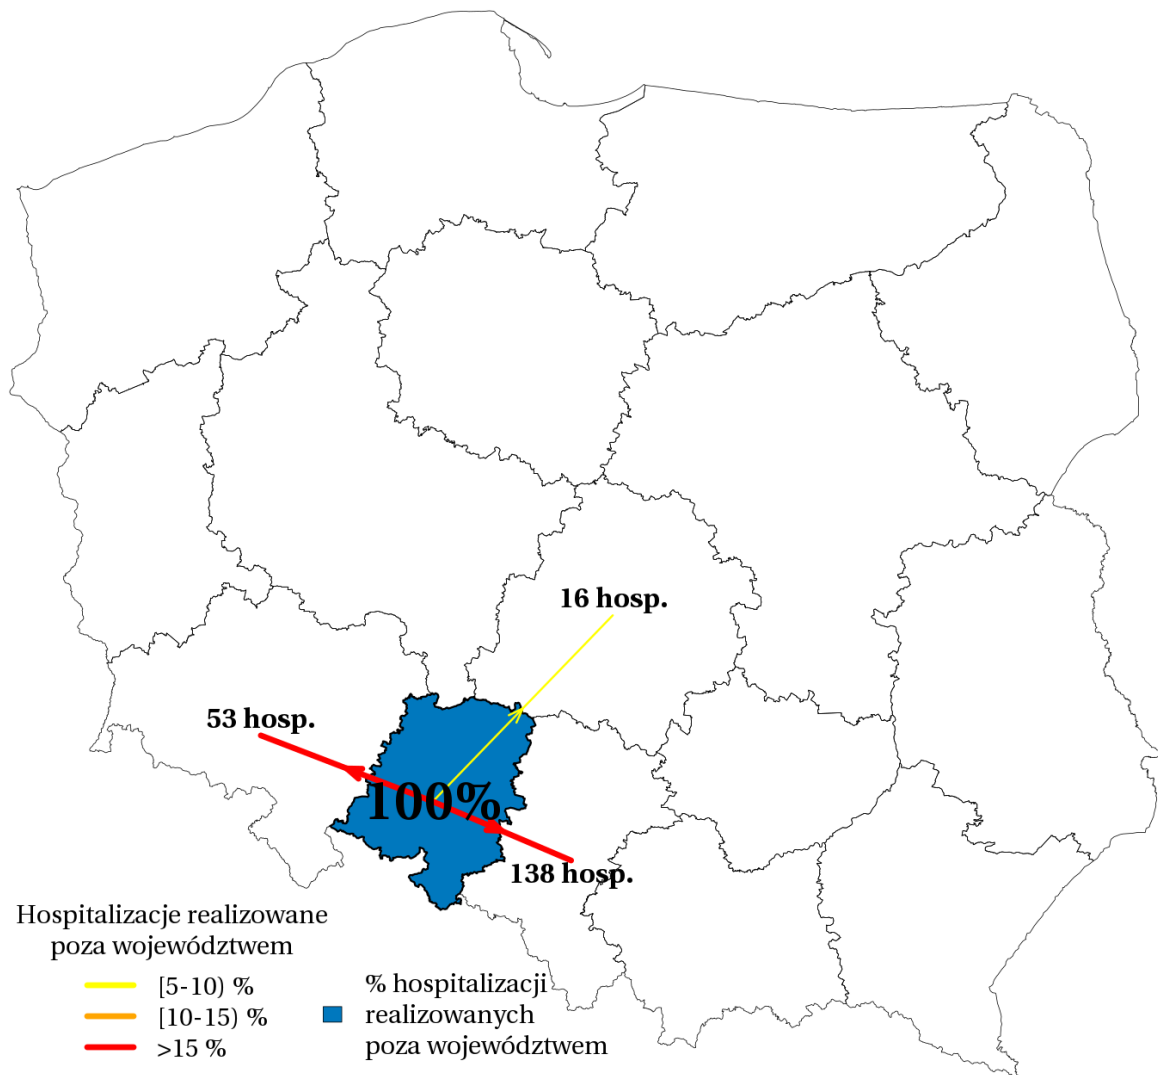 16 hosp.
53 hosp.
100%
138 hosp.
Hospitalizacje realizowane
poza województwem
[5-10) %
[10-15) %
>15 %
% hospitalizacji
realizowanych
poza województwem